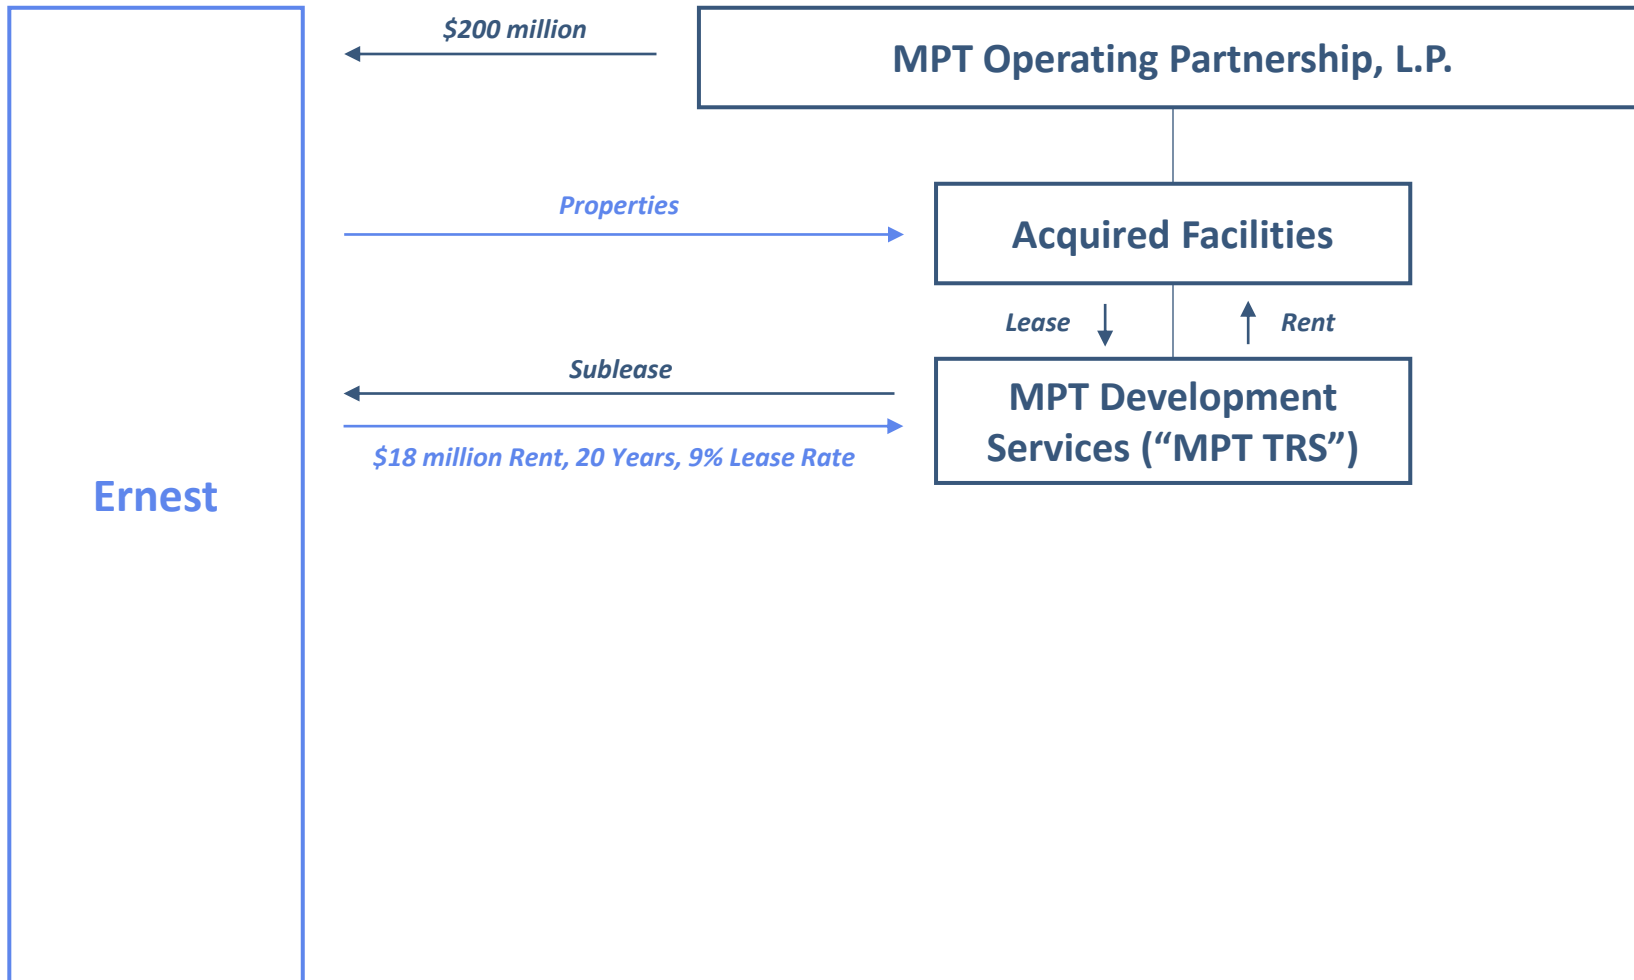 $200 million
MPT Operating Partnership, L.P.
Properties
Acquired Facilities
Lease
Rent
Sublease
MPT Development
Services (“MPT TRS”)
$18 million Rent, 20 Years, 9% Lease Rate
Ernest